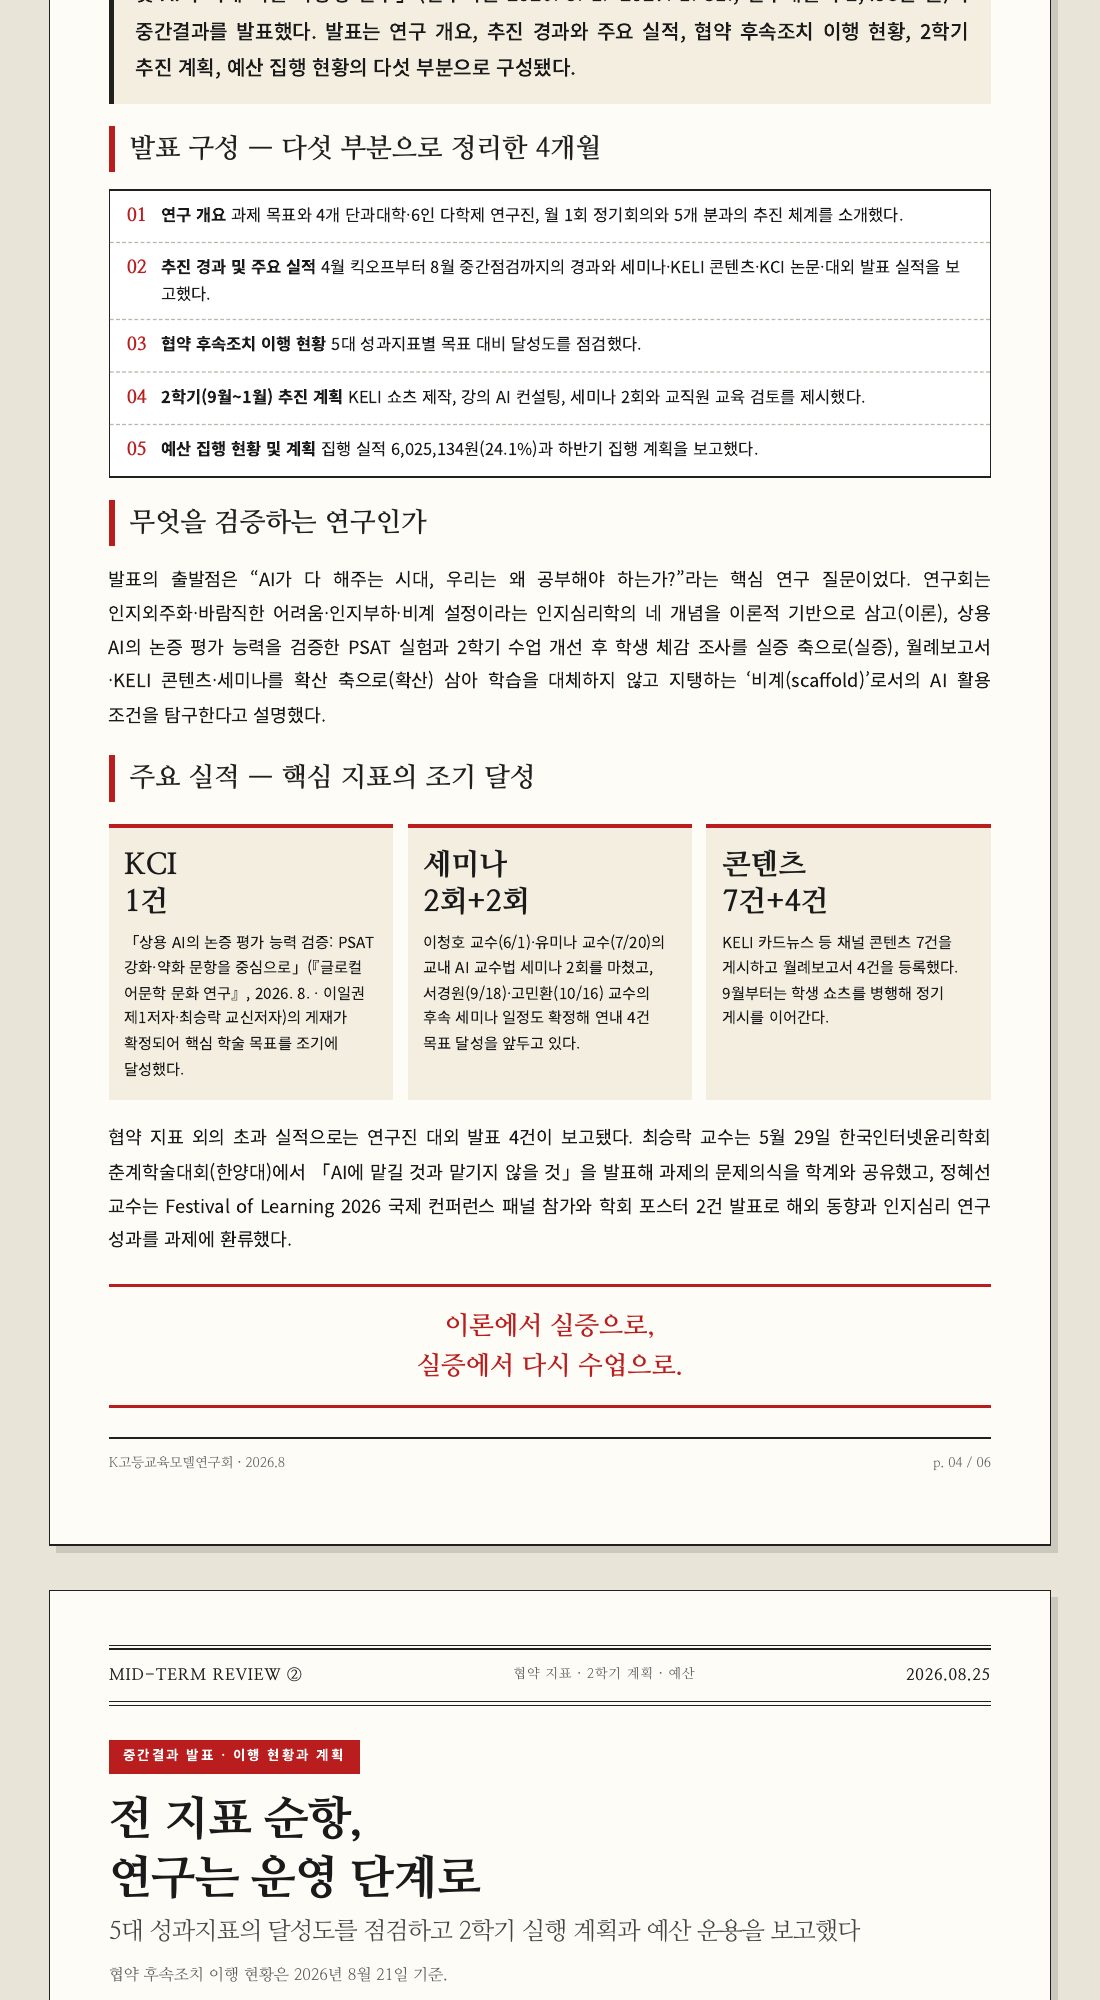 중간결과를 발표했다. 발표는 연구 개요, 추진 경과와 주요 실적, 협약 후속조치 이행 현황, 2학기
추진 계획, 예산 집행 현황의 다섯 부분으로 구성됐다.
발표 구성 — 다섯 부분으로 정리한 4개월
01 연구 개요 과제 목표와 4개 단과대학·6인 다학제 연구진, 월 1회 정기회의와 5개 분과의 추진 체계를 소개했다.
02 추진 경과 및 주요 실적 4월 킥오프부터 8월 중간점검까지의 경과와 세미나·KELI 콘텐츠·KCI 논문·대외 발표 실적을 보
고했다.
03 협약 후속조치 이행 현황 5대 성과지표별 목표 대비 달성도를 점검했다.
04 2학기(9월~1월) 추진 계획 KELI 쇼츠 제작, 강의 AI 컨설팅, 세미나 2회와 교직원 교육 검토를 제시했다.
05 예산 집행 현황 및 계획 집행 실적 6,025,134원(24.1%)과 하반기 집행 계획을 보고했다.
무엇을 검증하는 연구인가
발표의 출발점은 “AI가 다 해주는 시대, 우리는 왜 공부해야 하는가?”라는 핵심 연구 질문이었다. 연구회는
인지외주화·바람직한 어려움·인지부하·비계 설정이라는 인지심리학의 네 개념을 이론적 기반으로 삼고(이론), 상용
AI의 논증 평가 능력을 검증한 PSAT 실험과 2학기 수업 개선 후 학생 체감 조사를 실증 축으로(실증), 월례보고서
·KELI 콘텐츠·세미나를 확산 축으로(확산) 삼아 학습을 대체하지 않고 지탱하는 ‘비계(scaffold)’로서의 AI 활용
조건을 탐구한다고 설명했다.
주요 실적 — 핵심 지표의 조기 달성
KCI
1건
「상용 AI의 논증 평가 능력 검증: PSAT
강화·약화 문항을 중심으로」(『글로컬
어문학 문화 연구』, 2026. 8. · 이일권
제1저자·최승락 교신저자)의 게재가
확정되어 핵심 학술 목표를 조기에
달성했다.
세미나
2회+2회
이청호 교수(6/1)·유미나 교수(7/20)의
교내 AI 교수법 세미나 2회를 마쳤고,
서경원(9/18)·고민환(10/16) 교수의
후속 세미나 일정도 확정해 연내 4건
목표 달성을 앞두고 있다.
콘텐츠
7건+4건
KELI 카드뉴스 등 채널 콘텐츠 7건을
게시하고 월례보고서 4건을 등록했다.
9월부터는 학생 쇼츠를 병행해 정기
게시를 이어간다.
협약 지표 외의 초과 실적으로는 연구진 대외 발표 4건이 보고됐다. 최승락 교수는 5월 29일 한국인터넷윤리학회
춘계학술대회(한양대)에서 「AI에 맡길 것과 맡기지 않을 것」을 발표해 과제의 문제의식을 학계와 공유했고, 정혜선
교수는 Festival of Learning 2026 국제 컨퍼런스 패널 참가와 학회 포스터 2건 발표로 해외 동향과 인지심리 연구
성과를 과제에 환류했다.
이론에서 실증으로,
실증에서 다시 수업으로.
K고등교육모델연구회 · 2026.8
p. 04 / 06
MID-TERM REVIEW ②
협약 지표 · 2학기 계획 · 예산
2026.08.25
중간결과 발표 · 이행 현황과 계획
전 지표 순항,
연구는 운영 단계로
5대 성과지표의 달성도를 점검하고 2학기 실행 계획과 예산 운용을 보고했다
협약 후속조치 이행 현황은 2026년 8월 21일 기준.